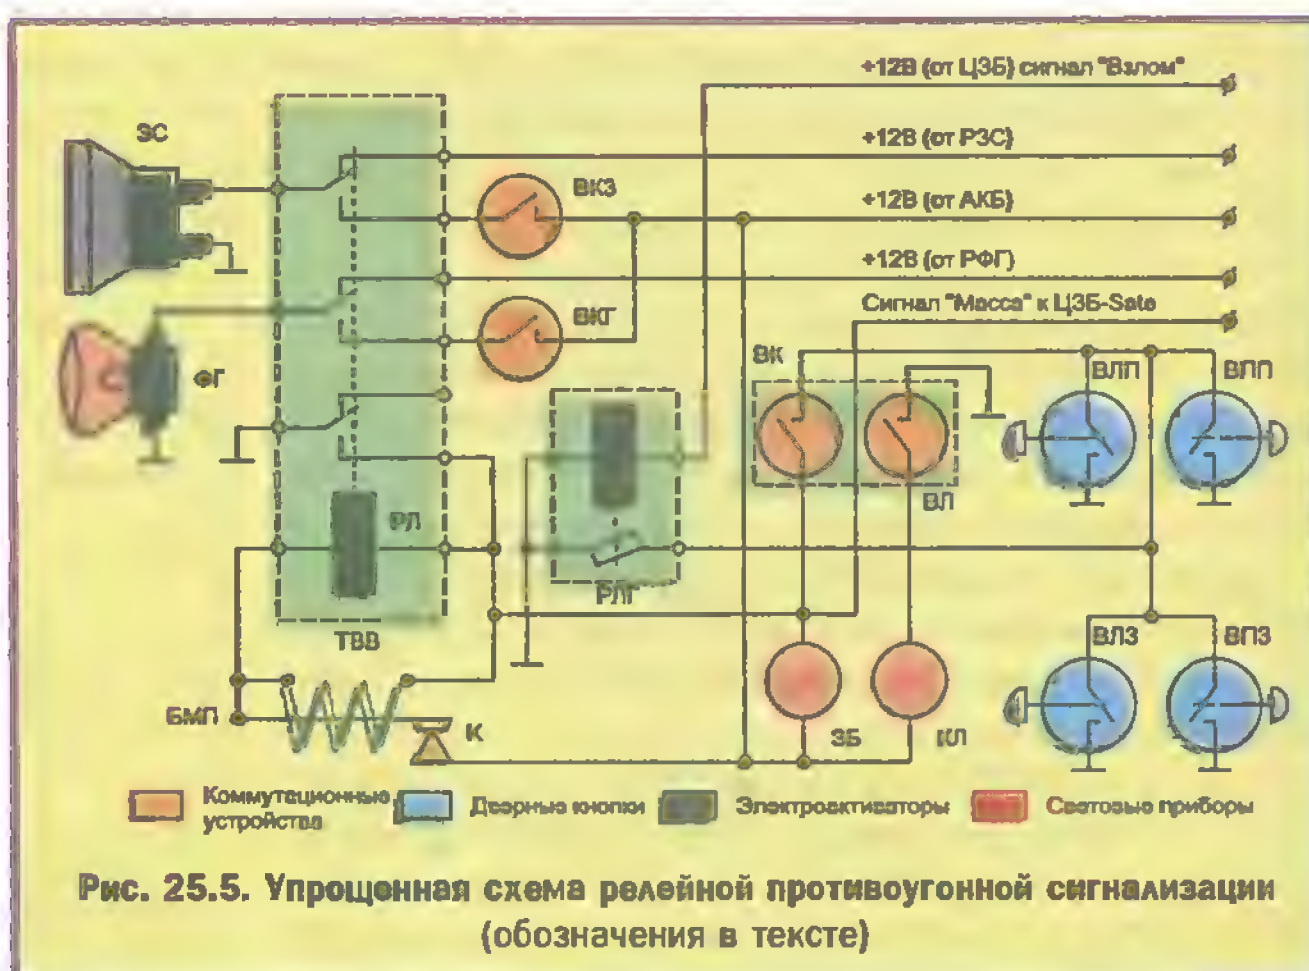 +12В (от ЦЗБ) сигнал "Взлом"
ЗС
+12В (от РЗС)
ВКЗ
+12В (от АКБ)
+12В (от РФГ)
Сигнал "Масса" к ЦЗБ-Sate
ВКГ
ФГ
ВК
ВЛП
ВПП
ВЛ
РЛ
РЛГ
ТВВ
ВЛЗ
ВПЗ
БМП
К
ЗБ
КЛ
Коммутационные
устройства
Дверные кнопки
Электроактиваторы
Световые приборы
Рис. 25.5. Упрощенная схема релейной противоугонной сигнализации
(обозначения в тексте)